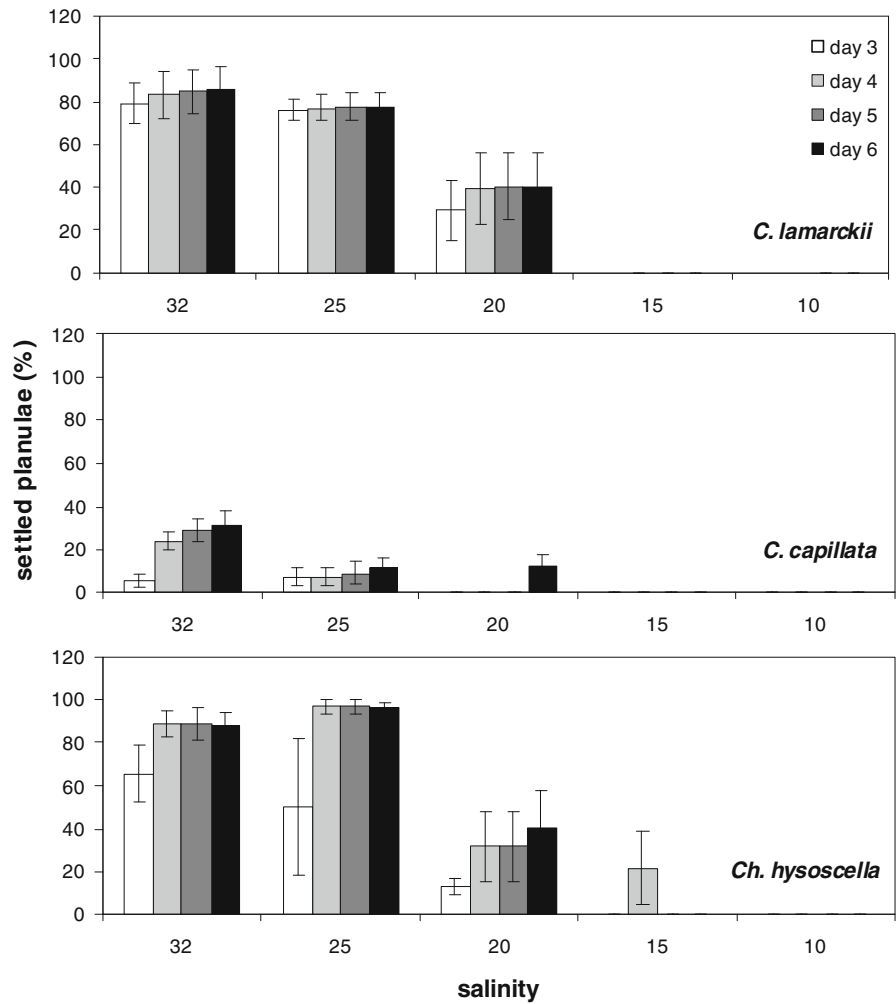 120
100
80
60
40
20
0
day 3
day 4
day 5
day 6
C. lamarckii
32 25 20 15 10
settled planulae (%)
120
100
80
60
40
20
0
C. capillata
32 25 20 15 10
120
100
80
60
40
20
0
Ch. hysoscella
32 25 20 15 10
salinity